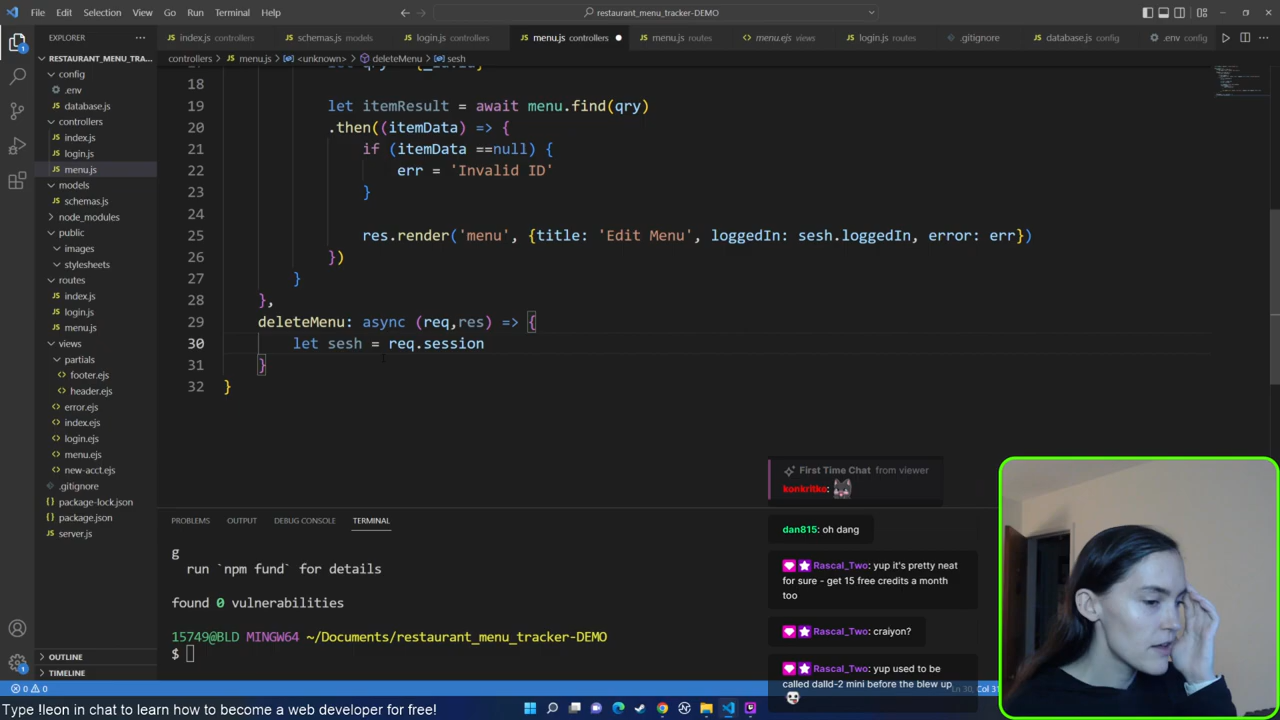 File Edit Selection View Go Run Terminal Help
restaurant_menu_tracker-DEMO
EXPLORER
index.js controllers
schemas.js models
login.js controllers
menu.js controllers
menu.js routes
menu.ejs views
login.js routes
.gitignore
database.js config
.env config
controllers > menu.js > <unknown> > deleteMenu > sesh
RESTAURANT_MENU_TRA...
config
.env
database.js
controllers
index.js
login.js
menu.js
models
schemas.js
node_modules
public
images
stylesheets
routes
index.js
login.js
menu.js
views
partials
footer.ejs
header.ejs
error.ejs
index.ejs
login.ejs
menu.ejs
new-acct.ejs
.gitignore
package-lock.json
package.json
server.js
OUTLINE
TIMELINE
18
19 let itemResult = await menu.find(qry)
20 .then((itemData) => {
21 if (itemData ==null) {
22 err = 'Invalid ID'
23 }
24
25 res.render('menu', {title: 'Edit Menu', loggedIn: sesh.loggedIn, error: err})
26 })
27 }
28 },
29 deleteMenu: async (req,res) => {
30 let sesh = req.session
31 }
32 }
PROBLEMS OUTPUT DEBUG CONSOLE TERMINAL
g
run `npm fund` for details
found 0 vulnerabilities
15749@BLD MINGW64 ~/Documents/restaurant_menu_tracker-DEMO
$
First Time Chat from viewer
konkritko:
dan815: oh dang
Rascal_Two: yup it's pretty neat
for sure - get 15 free credits a month
too
Rascal_Two: craiyon?
Rascal_Two: yup used to be
called dalld-2 mini before the blew up
0 0
Type !leon in chat to learn how to become a web developer for free!